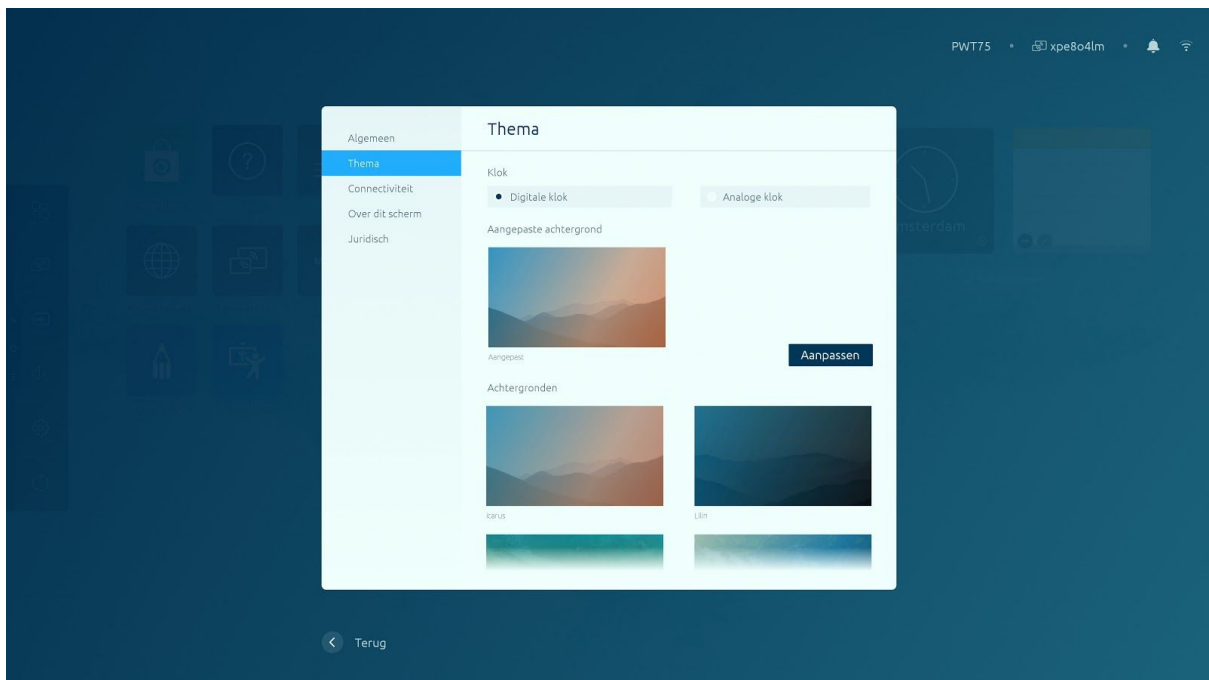 PWT75 • xpe8o4lm •
Algemeen
Thema
Connectiviteit
Over dit scherm
Juridisch
Thema
Klok
Digitale klok
Analoge klok
Aangepaste achtergrond
Aangepast
Aanpassen
Achtergronden
Icarus
Lilin
msterdam
Terug